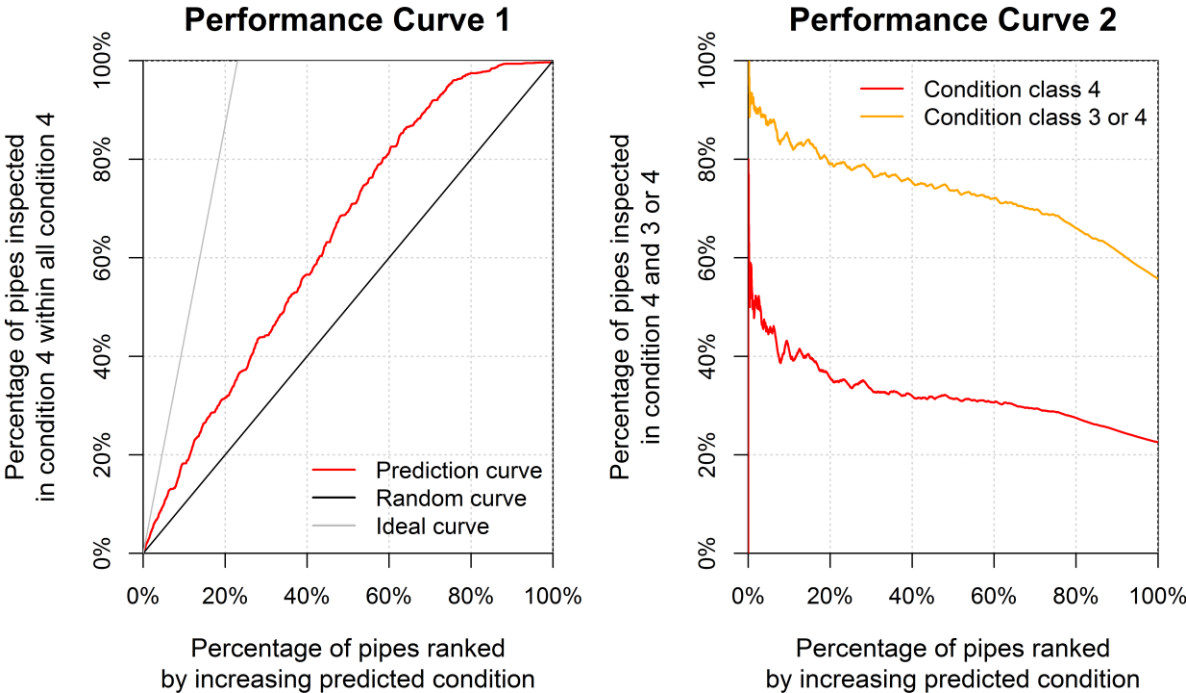 Performance Curve 1
Percentage of pipes inspected
in condition 4 within all condition 4
100%
80%
60%
40%
20%
0%
Prediction curve
Random curve
Ideal curve
0% 20% 40% 60% 80% 100%
Percentage of pipes ranked
by increasing predicted condition
Performance Curve 2
Percentage of pipes inspected
in condition 4 and 3 or 4
100%
80%
60%
40%
20%
0%
Condition class 4
Condition class 3 or 4
0% 20% 40% 60% 80% 100%
Percentage of pipes ranked
by increasing predicted condition